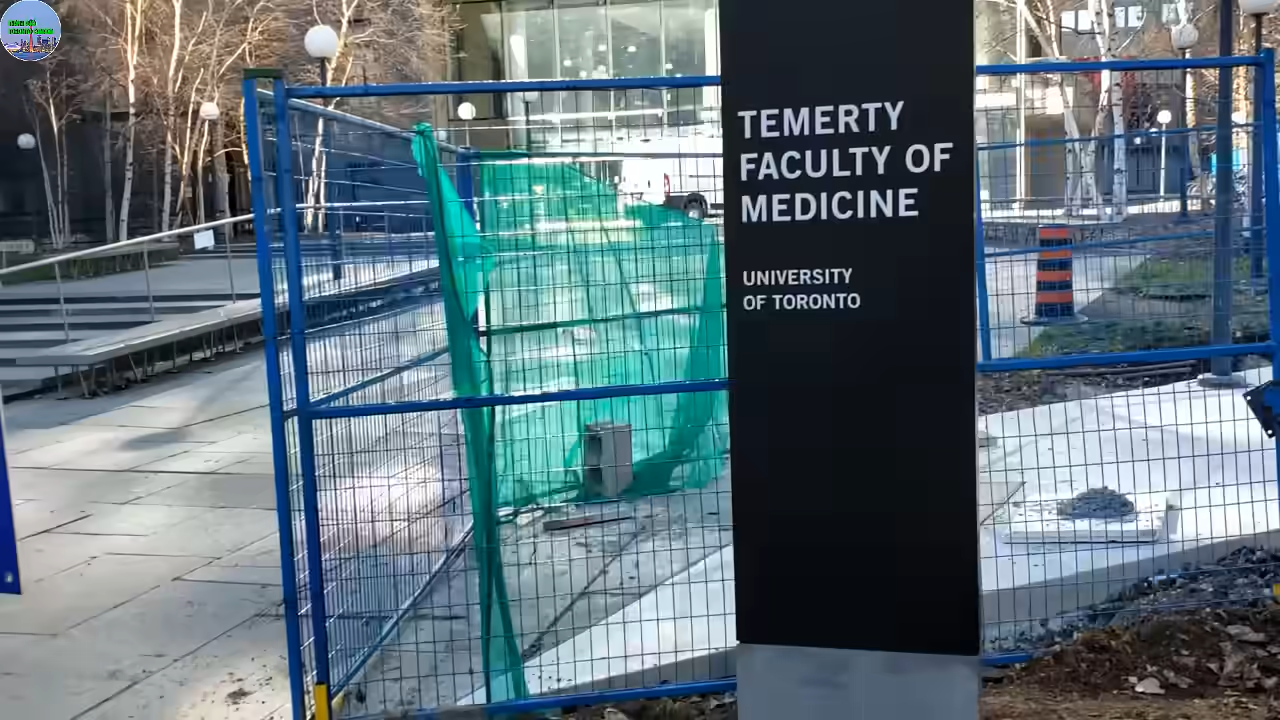 TEMERTY
FACULTY OF
MEDICINE
UNIVERSITY
OF TORONTO